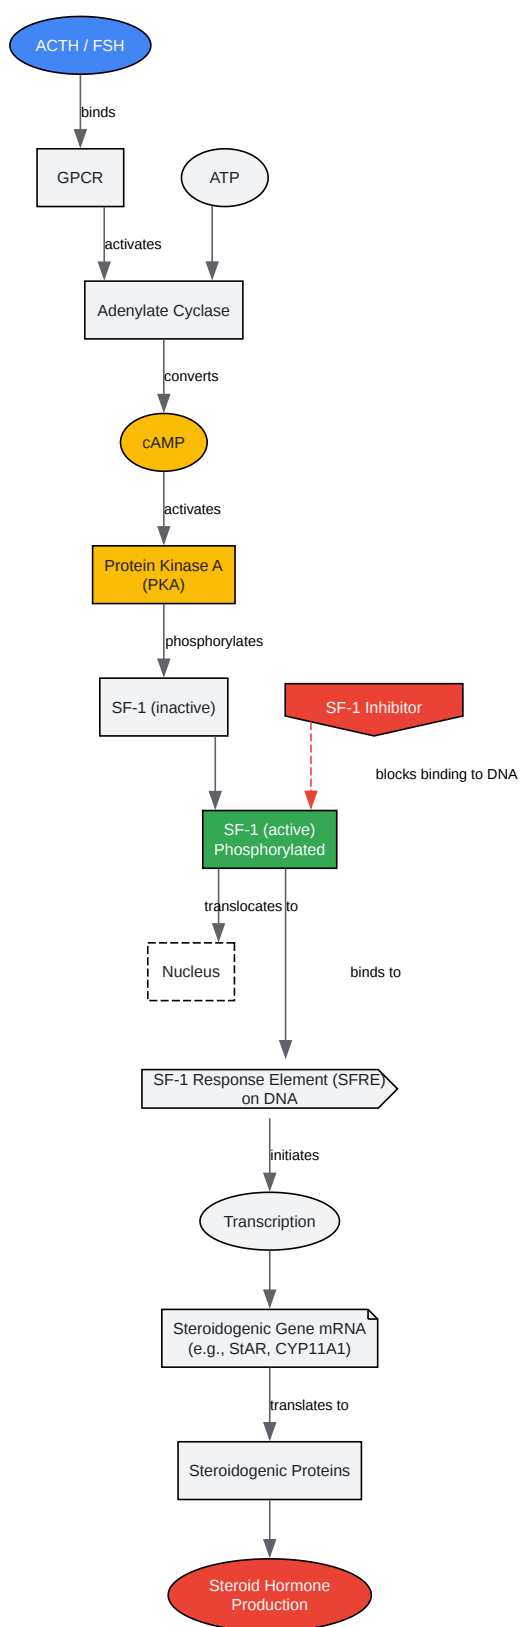 ACTH / FSH
binds
GPCR
ATP
activates
Adenylate Cyclase
converts
cAMP
activates
Protein Kinase A
(PKA)
phosphorylates
SF-1 (inactive)
SF-1 Inhibitor
blocks binding to DNA
SF-1 (active)
Phosphorylated
translocates to
Nucleus
binds to
SF-1 Response Element (SFRE)
on DNA
initiates
Transcription
Steroidogenic Gene mRNA
(e.g., StAR, CYP11A1)
translates to
Steroidogenic Proteins
Steroid Hormone
Production